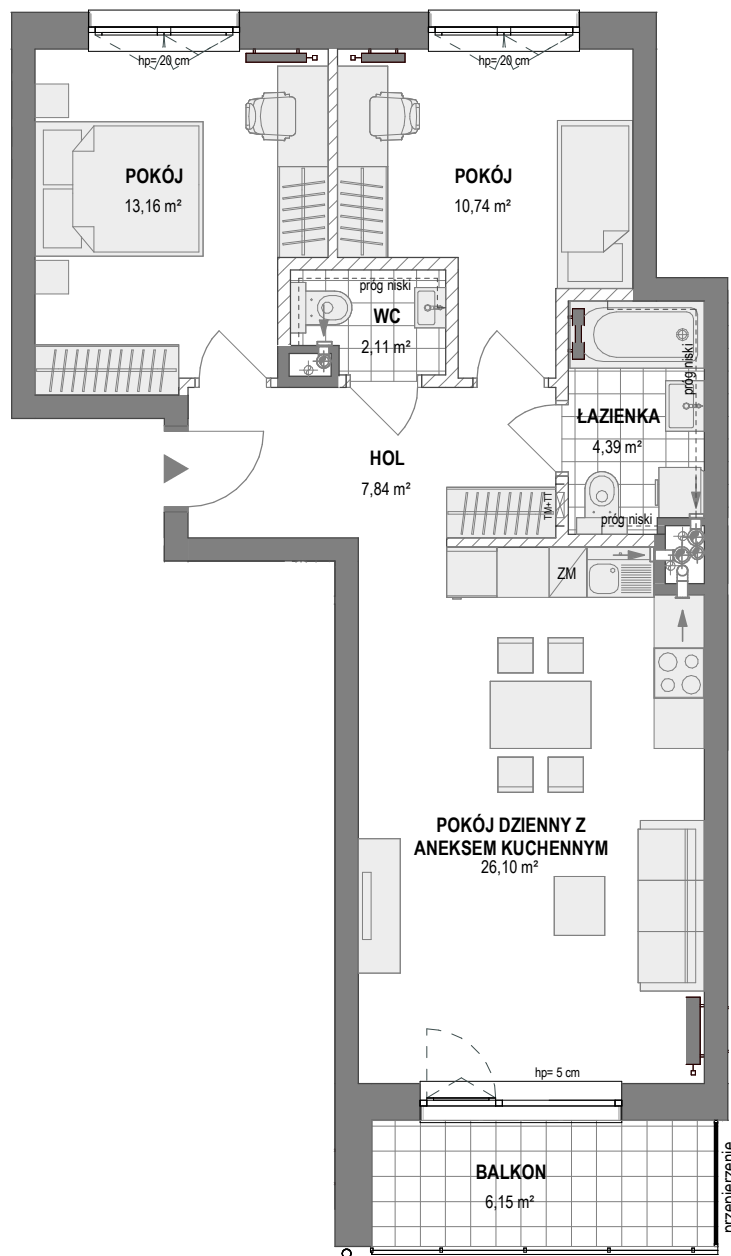 hp= 20 cm
hp= 20 cm
POKÓJ
13,16 m²
POKÓJ
10,74 m²
próg niski
WC
2,11 m²
próg niski
ŁAZIENKA
4,39 m²
HOL
7,84 m²
TM+TT
próg niski
ZM
POKÓJ DZIENNY Z
ANEKSEM KUCHENNYM
26,10 m²
hp= 5 cm
BALKON
6,15 m²
przepierzenie